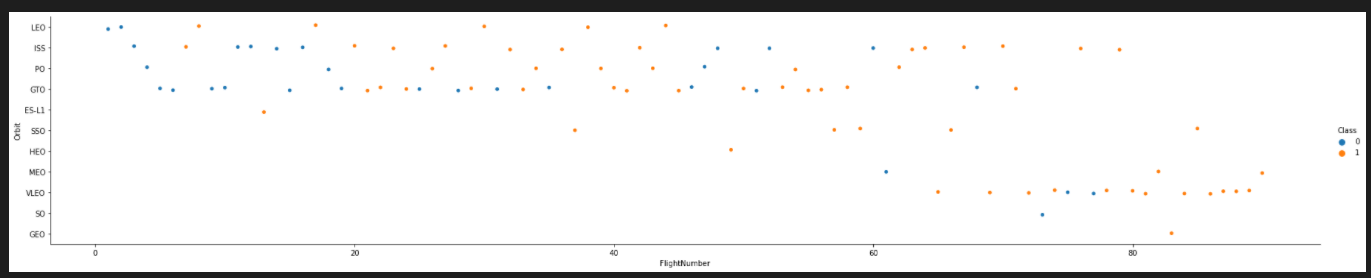 LEO
ISS
PO
GTO
ES-L1
SSO
HEO
MEO
VLEO
SO
GEO
Orbit
0 20 40 60 80
FlightNumber
Class
0
1